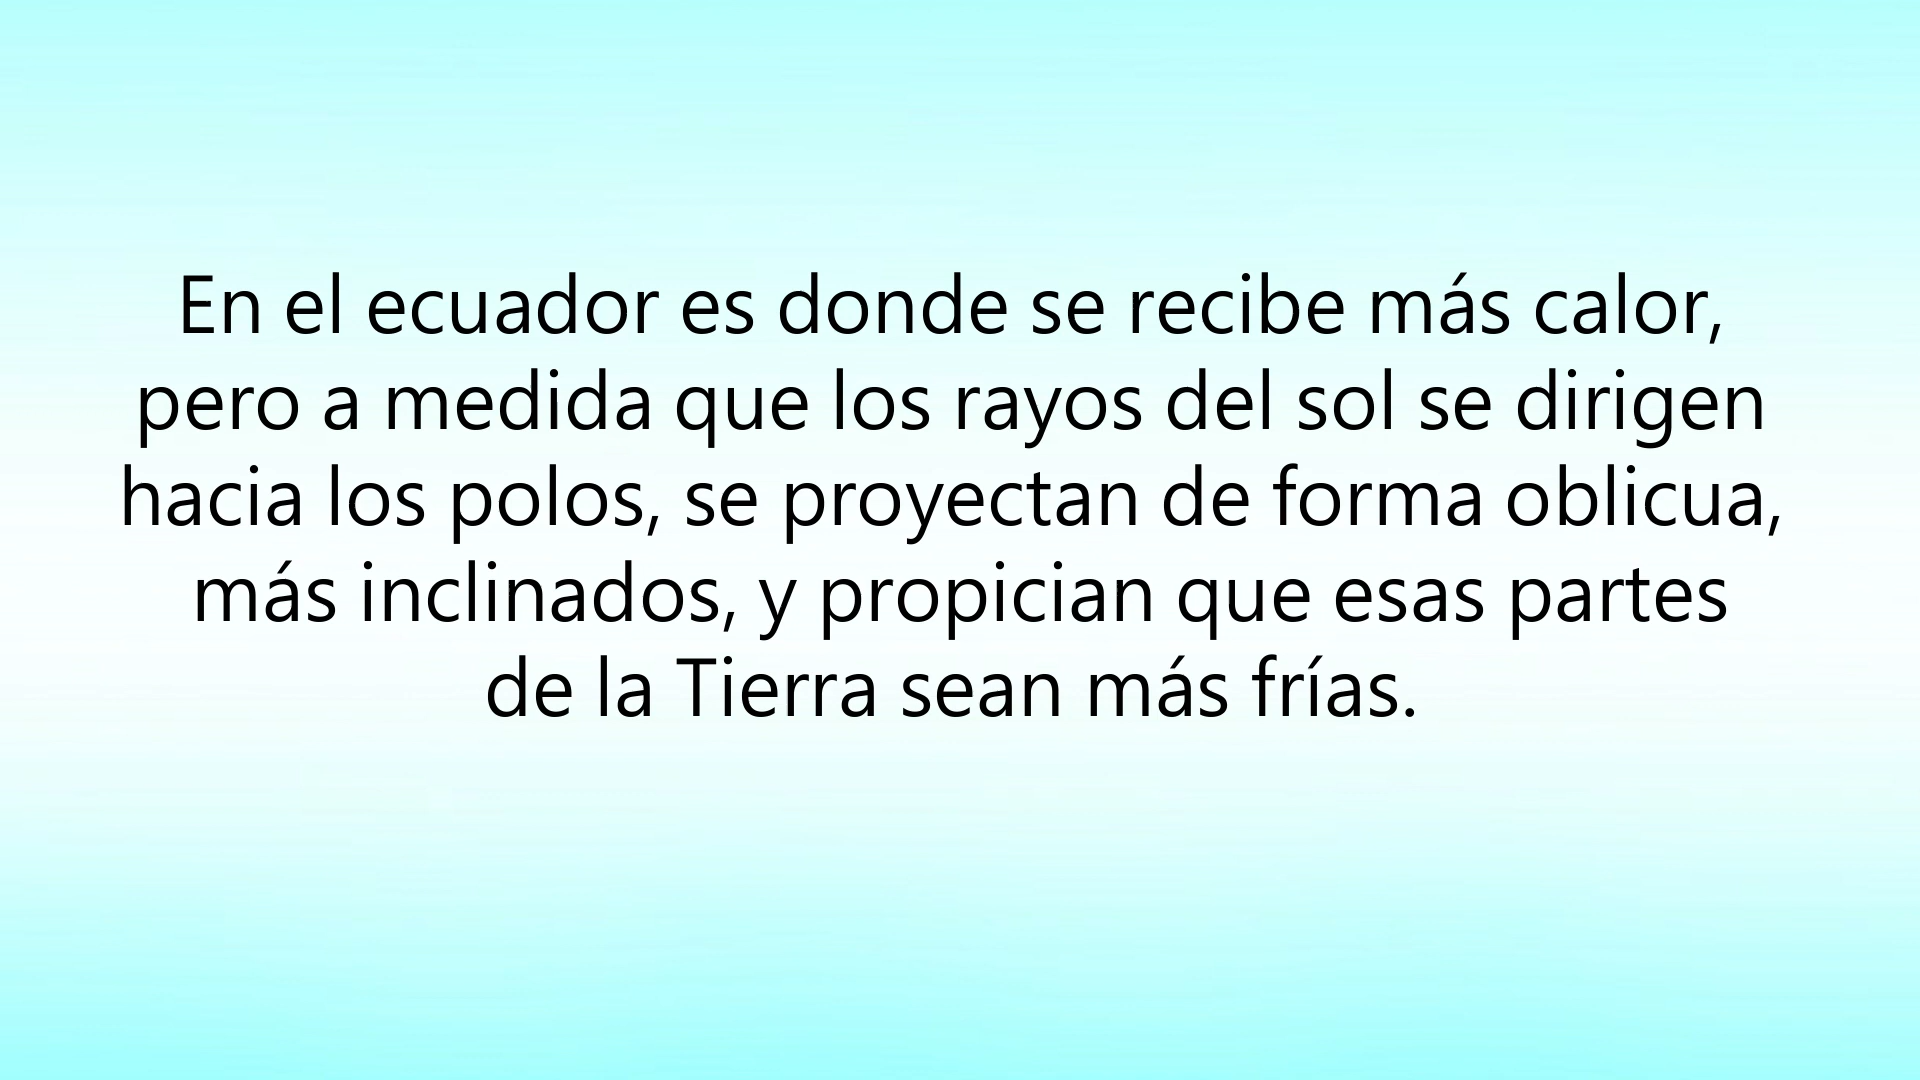 En el ecuador es donde se recibe más calor,
pero a medida que los rayos del sol se dirigen
hacia los polos, se proyectan de forma oblicua,
más inclinados, y propician que esas partes
de la Tierra sean más frías.